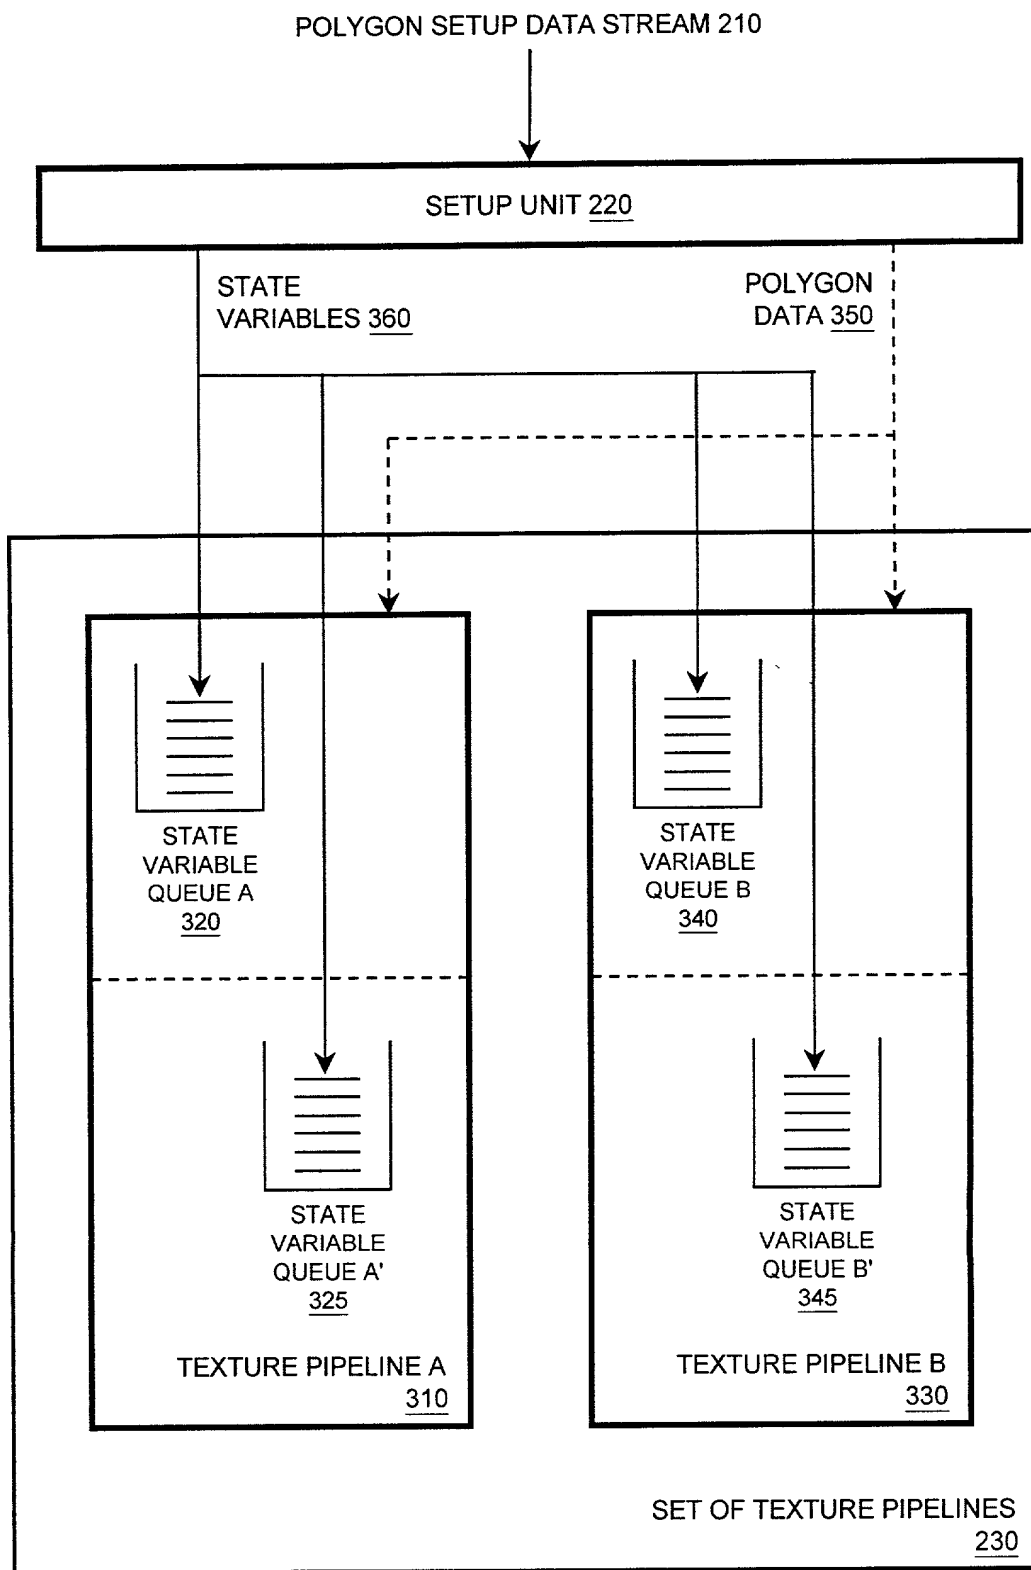 POLYGON SETUP DATA STREAM 210
SETUP UNIT 220
STATE
VARIABLES 360
POLYGON
DATA 350
STATE
VARIABLE
QUEUE A
320
STATE
VARIABLE
QUEUE B
340
STATE
VARIABLE
QUEUE A'
325
STATE
VARIABLE
QUEUE B'
345
TEXTURE PIPELINE A
310
TEXTURE PIPELINE B
330
SET OF TEXTURE PIPELINES
230